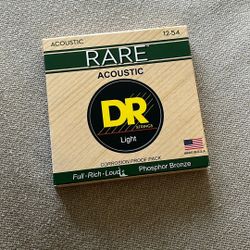 ACOUSTIC 12-54
RARE
ACOUSTIC
DR
STRINGS
Light
CORROSION PROOF PACK
Full-Rich-Loud Phosphor Bronze